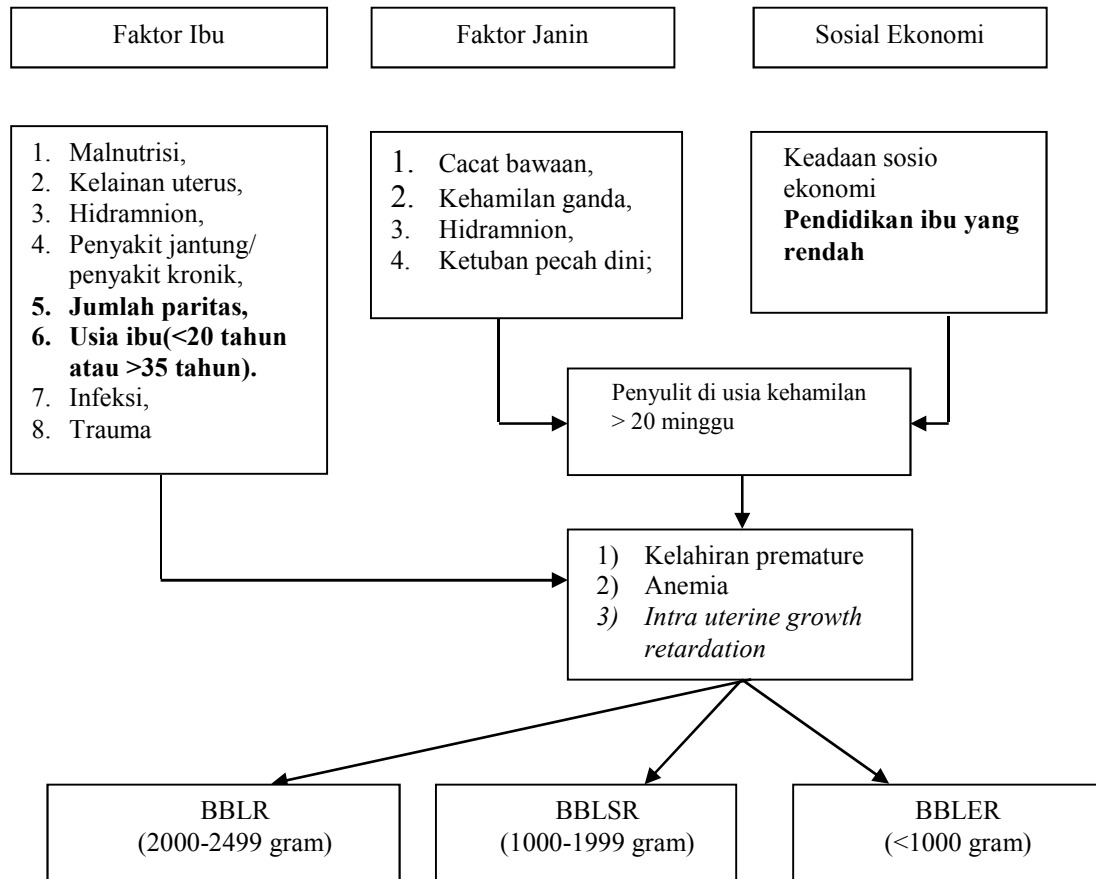 Faktor Ibu
Faktor Janin
Sosial Ekonomi
1. Malnutrisi,
2. Kelainan uterus,
3. Hidramnion,
4. Penyakit jantung/
penyakit kronik,
5. Jumlah paritas,
6. Usia ibu(<20 tahun
atau >35 tahun).
7. Infeksi,
8. Trauma
1. Cacat bawaan,
2. Kehamilan ganda,
3. Hidramnion,
4. Ketuban pecah dini;
Keadaan sosio
ekonomi
Pendidikan ibu yang
rendah
Penyulit di usia kehamilan
> 20 minggu
1) Kelahiran premature
2) Anemia
3) Intra uterine growth
retardation
BBLR
(2000-2499 gram)
BBLSR
(1000-1999 gram)
BBLER
(<1000 gram)